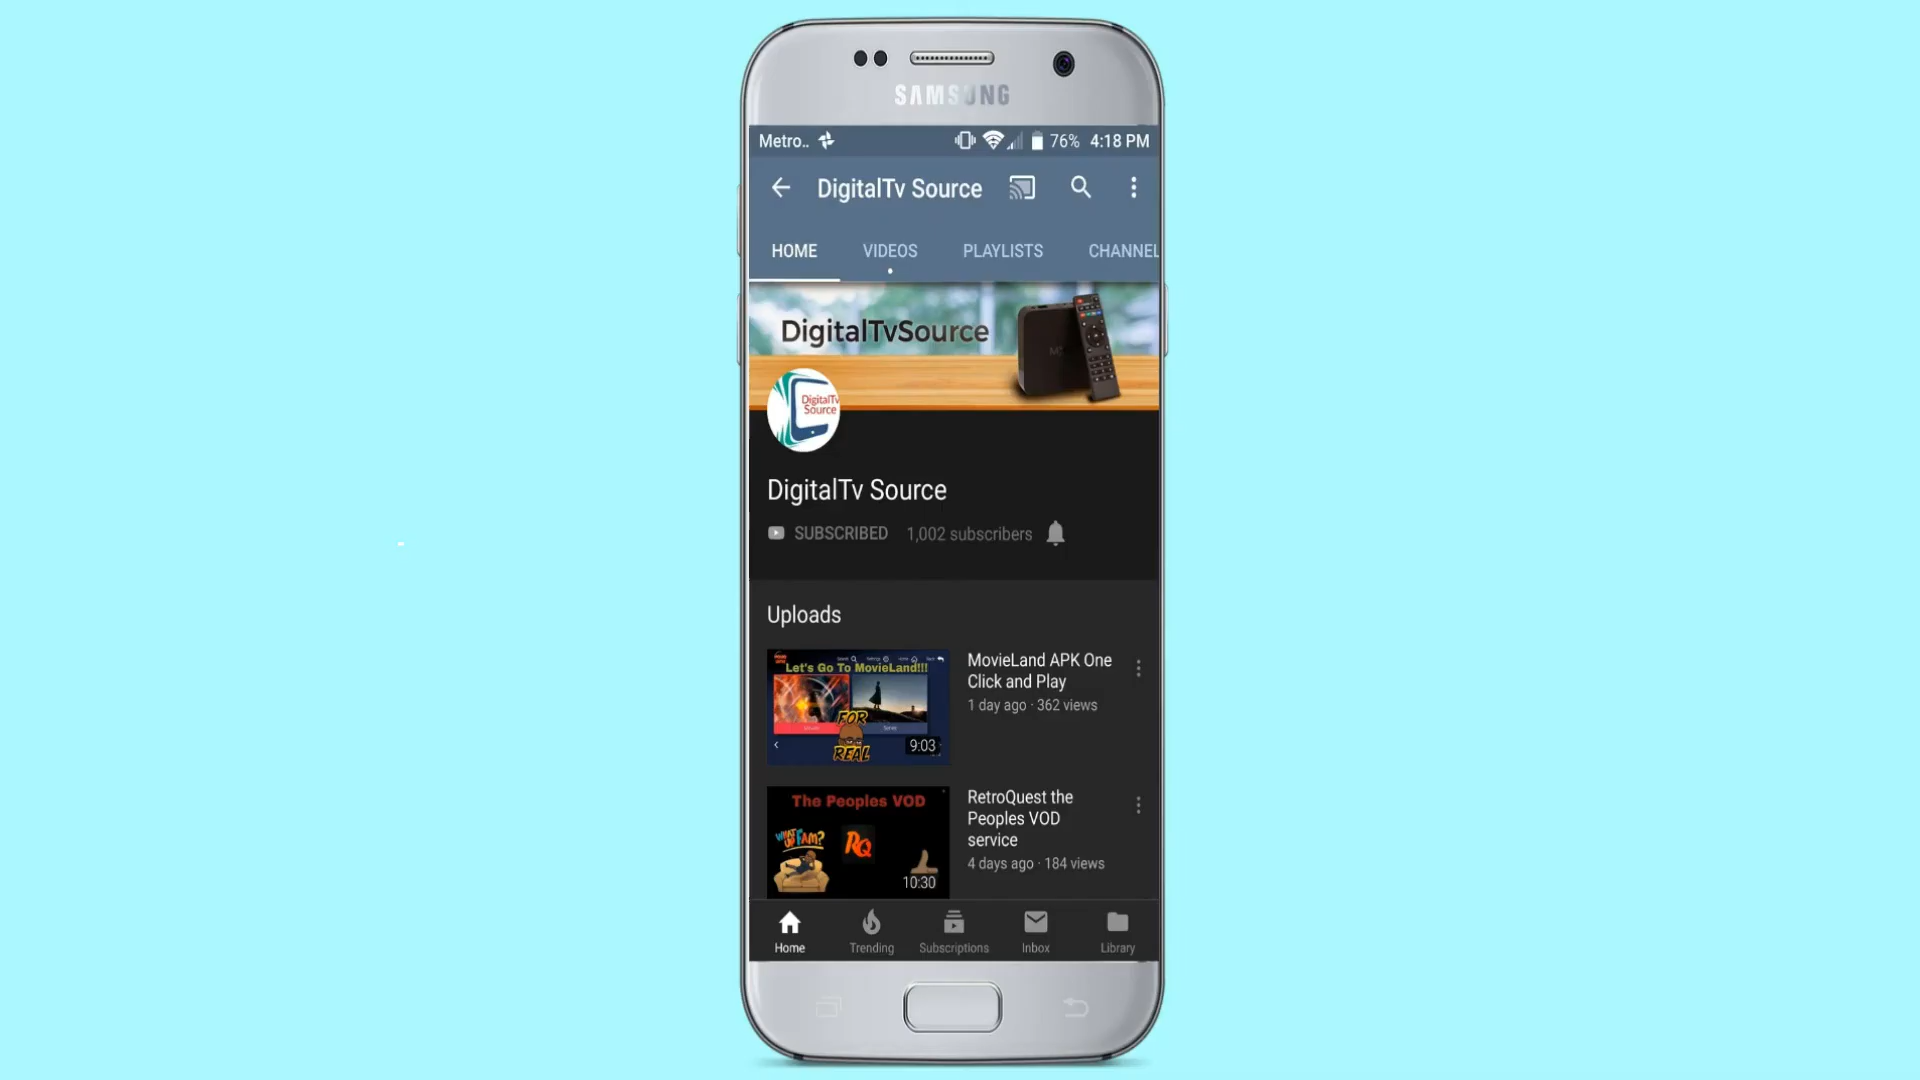 SAMSUNG
Metro.. 76% 4:18 PM
DigitalTv Source
HOME VIDEOS PLAYLISTS CHANNEL
DigitalTvSource
DigitalTv
Source
DigitalTv Source
SUBSCRIBED 1,002 subscribers
Uploads
Let's Go To MovieLand!!!
FOR
REAL
9:03
MovieLand APK One
Click and Play
1 day ago · 362 views
The Peoples VOD
WHAT
UP FAM?
RQ
10:30
RetroQuest the
Peoples VOD
service
4 days ago · 184 views
Home Trending Subscriptions Inbox Library